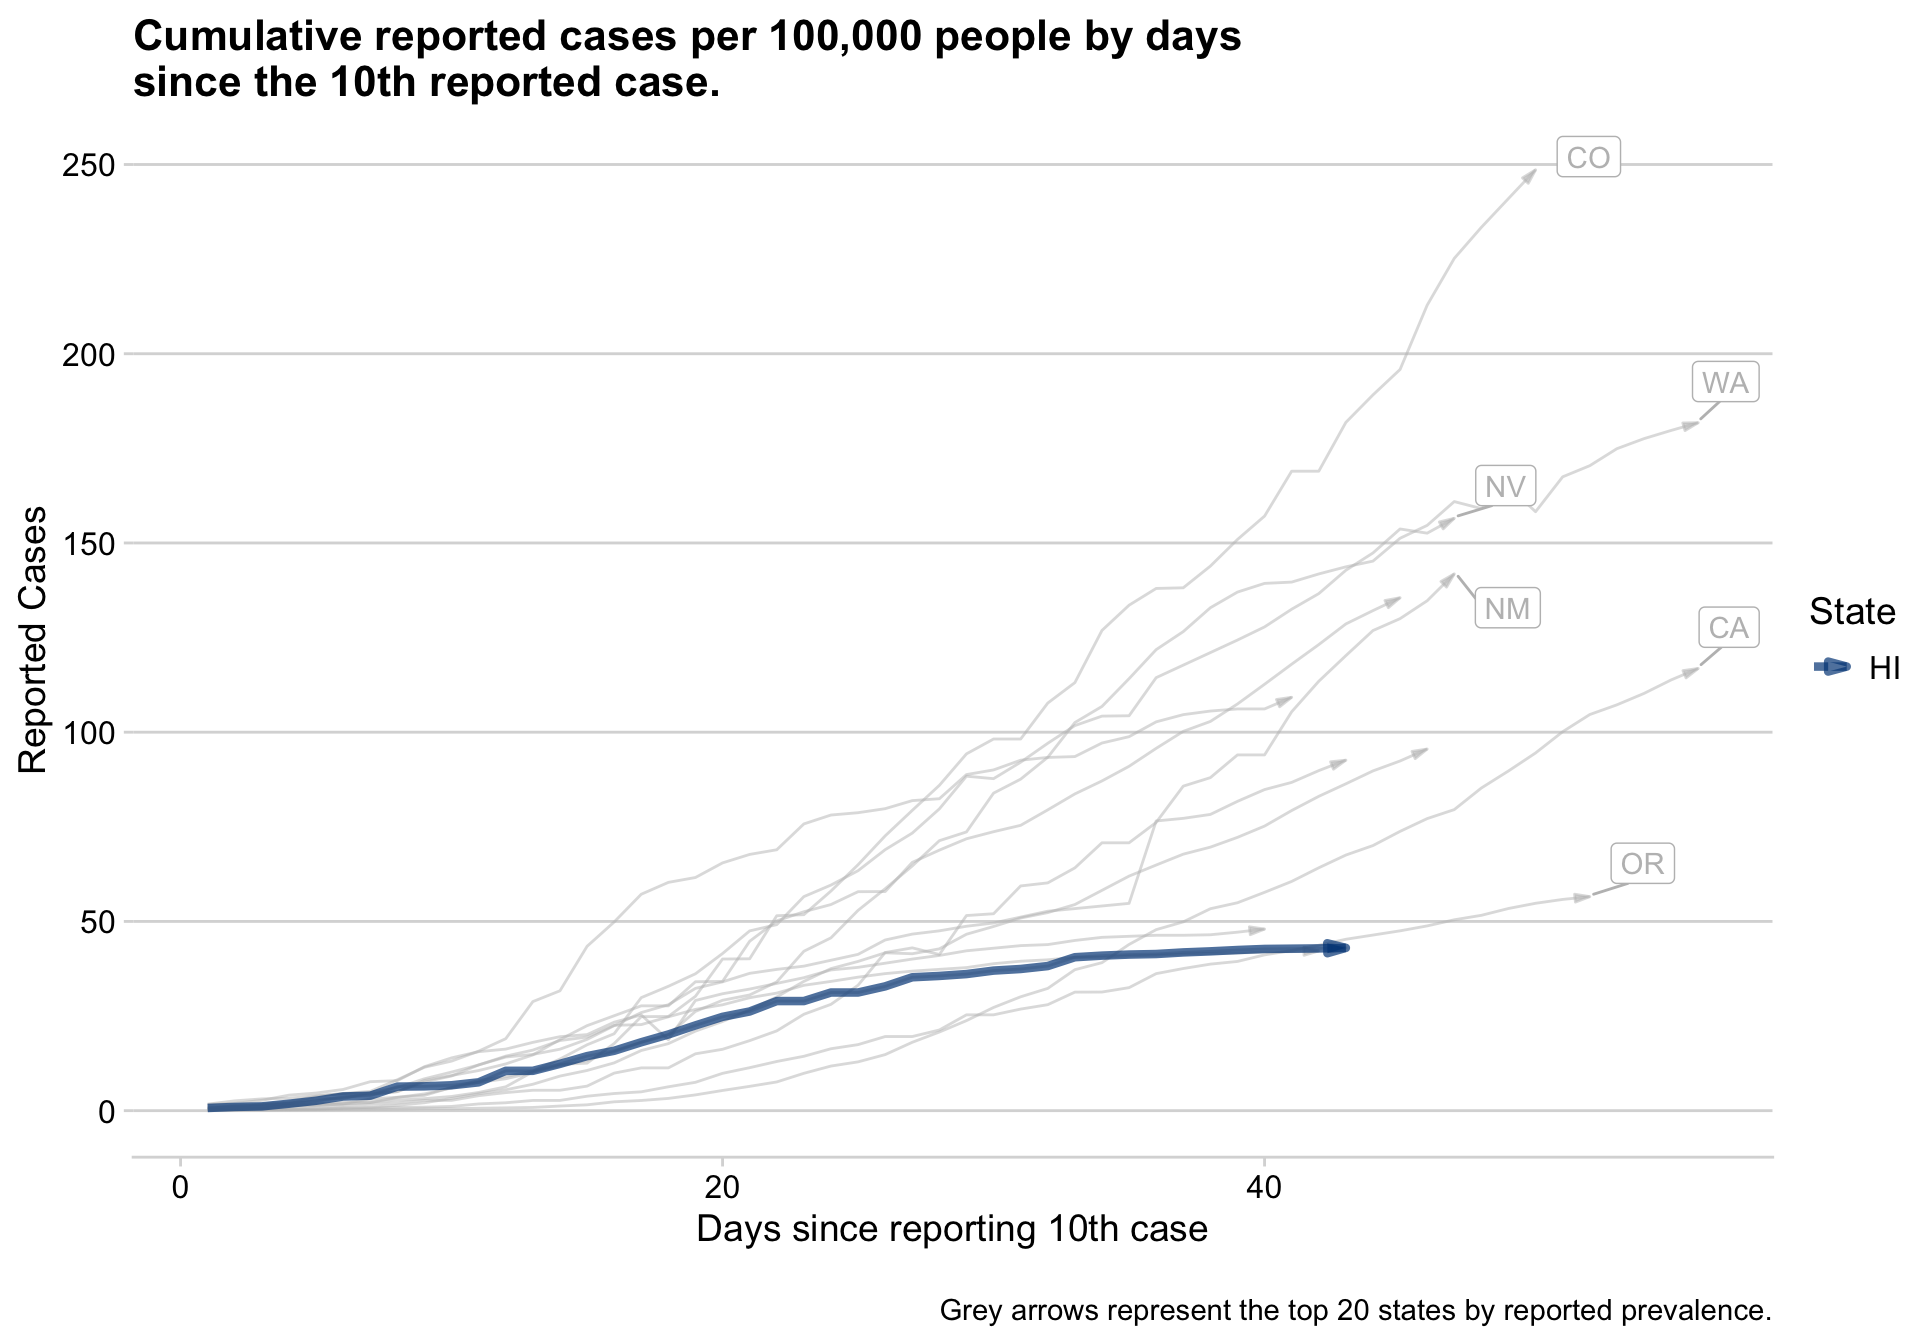 Cumulative reported cases per 100,000 people by days
since the 10th reported case.
250
200
150
100
50
0
Reported Cases
CO
WA
NV
NM
CA
OR
State
HI
0
20
40
Days since reporting 10th case
Grey arrows represent the top 20 states by reported prevalence.